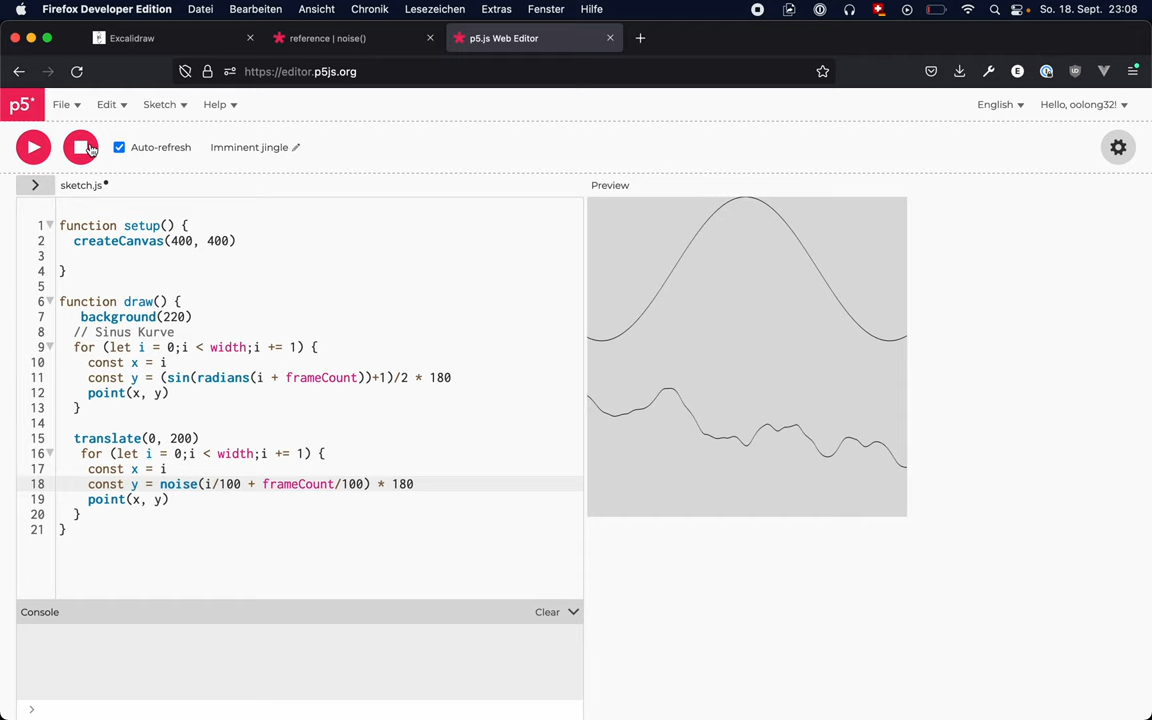 Firefox Developer Edition Datei Bearbeiten Ansicht Chronik Lesezeichen Extras Fenster Hilfe So. 18. Sept. 23:08
Excalidraw reference | noise() p5.js Web Editor
https://editor.p5js.org
p5* File Edit Sketch Help English Hello, oolong32!
Auto-refresh Imminent jingle
sketch.js Preview
1 function setup() {
2 createCanvas(400, 400)
3
4 }
5
6 function draw() {
7 background(220)
8 // Sinus Kurve
9 for (let i = 0;i < width;i += 1) {
10 const x = i
11 const y = (sin(radians(i + frameCount))+1)/2 * 180
12 point(x, y)
13 }
14
15 translate(0, 200)
16 for (let i = 0;i < width;i += 1) {
17 const x = i
18 const y = noise(i/100 + frameCount/100) * 180
19 point(x, y)
20 }
21 }
Console Clear